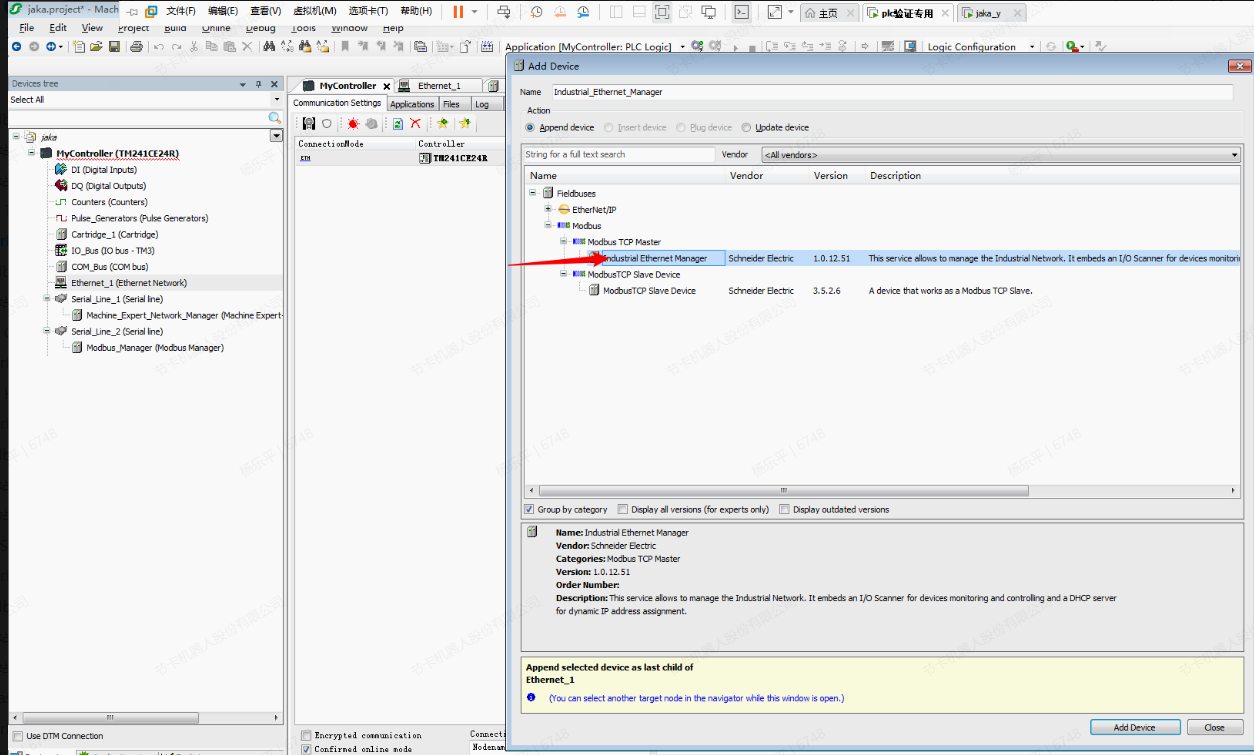 jaka.project* - Mach
文件(F) 编辑(E) 查看(V) 虚拟机(M) 选项卡(T) 帮助(H)
主页
plc验证专用
jaka_y
File Edit View Project Build Online Debug Tools Window Help
Application [MyController: PLC Logic]
Logic Configuration
Devices tree
Select All
jaka
MyController (TM241CE24R)
DI (Digital Inputs)
DQ (Digital Outputs)
Counters (Counters)
Pulse_Generators (Pulse Generators)
Cartridge_1 (Cartridge)
IO_Bus (IO bus - TM3)
COM_Bus (COM bus)
Ethernet_1 (Ethernet Network)
Serial_Line_1 (Serial line)
Machine_Expert_Network_Manager (Machine Expert-
Serial_Line_2 (Serial line)
Modbus_Manager (Modbus Manager)
Use DTM Connection
MyController
Ethernet_1
Communication Settings
Applications
Files
Log
ConnectionMode
Controller
ETH
TM241CE24R
Encrypted communication
Confirmed online mode
Connecti
Nodenam
Add Device
Name
Industrial_Ethernet_Manager
Action
Append device
Insert device
Plug device
Update device
String for a full text search
Vendor
<All vendors>
Name Vendor Version Description
Fieldbuses
EtherNet/IP
Modbus
Modbus TCP Master
Industrial Ethernet Manager Schneider Electric 1.0.12.51 This service allows to manage the Industrial Network. It embeds an I/O Scanner for devices monitorin
ModbusTCP Slave Device
ModbusTCP Slave Device Schneider Electric 3.5.2.6 A device that works as a Modbus TCP Slave.
Group by category
Display all versions (for experts only)
Display outdated versions
Name: Industrial Ethernet Manager
Vendor: Schneider Electric
Categories: Modbus TCP Master
Version: 1.0.12.51
Order Number:
Description: This service allows to manage the Industrial Network. It embeds an I/O Scanner for devices monitoring and controlling and a DHCP server
for dynamic IP address assignment.
Append selected device as last child of
Ethernet_1
(You can select another target node in the navigator while this window is open.)
Add Device
Close
节卡机器人股份有限公司